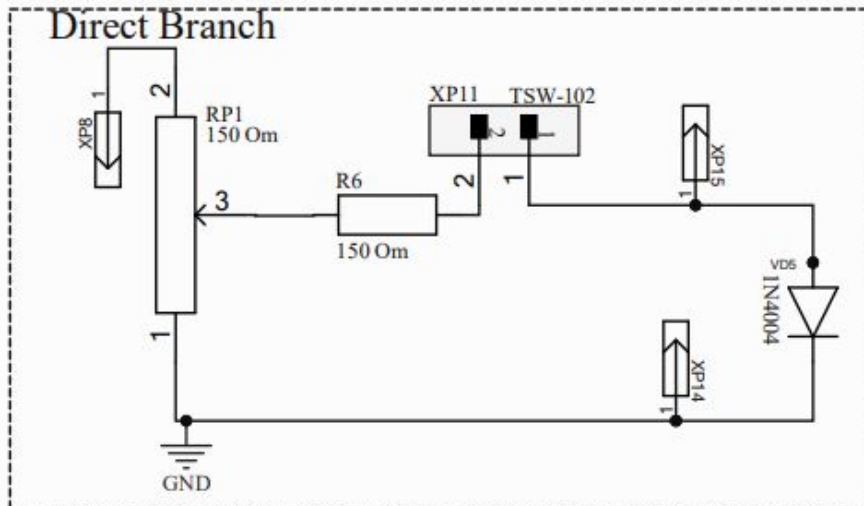 Direct Branch
XP8
1
2
RP1
150 Om
3
1
R6
150 Om
XP11 TSW-102
2 1
2 1
XP15
1
VD5
1N4004
XP14
1
GND